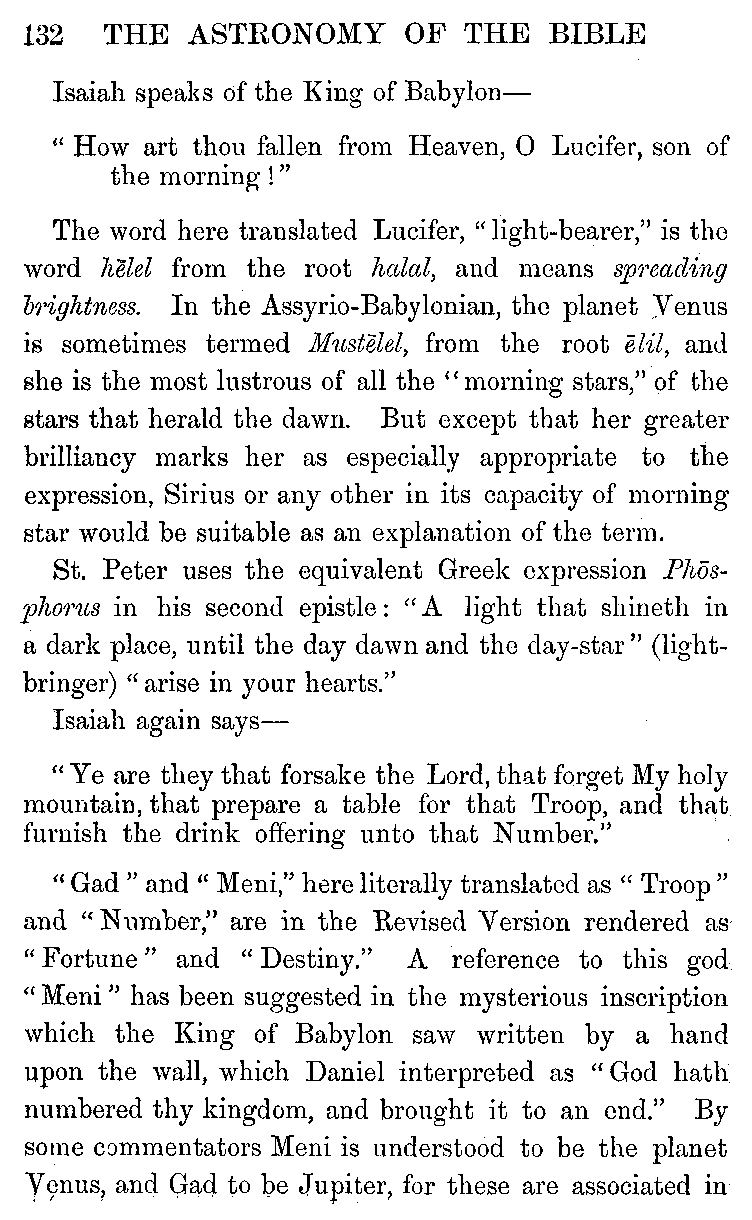 132 THE ASTRONOMY OF THE BIBLE
Isaiah speaks of the King of Babylon—
“ How art thou fallen from Heaven, O Lucifer, son of
the morning !”
The word here translated Lucifer, “light-bearer,” is the
word hēlel from the root halal, and means spreading
brightness. In the Assyrio-Babylonian, the planet Venus
is sometimes termed Mustēlel, from the root ēlil, and
she is the most lustrous of all the “morning stars,” of the
stars that herald the dawn. But except that her greater
brilliancy marks her as especially appropriate to the
expression, Sirius or any other in its capacity of morning
star would be suitable as an explanation of the term.
St. Peter uses the equivalent Greek expression Phōs-
phorus in his second epistle: “A light that shineth in
a dark place, until the day dawn and the day-star” (light-
bringer) “arise in your hearts.”
Isaiah again says—
“Ye are they that forsake the Lord, that forget My holy
mountain, that prepare a table for that Troop, and that
furnish the drink offering unto that Number.”
“Gad” and “Meni,” here literally translated as “Troop”
and “Number,” are in the Revised Version rendered as
“Fortune” and “Destiny.” A reference to this god
“Meni” has been suggested in the mysterious inscription
which the King of Babylon saw written by a hand
upon the wall, which Daniel interpreted as “God hath
numbered thy kingdom, and brought it to an end.” By
some commentators Meni is understood to be the planet
Venus, and Gad to be Jupiter, for these are associated in